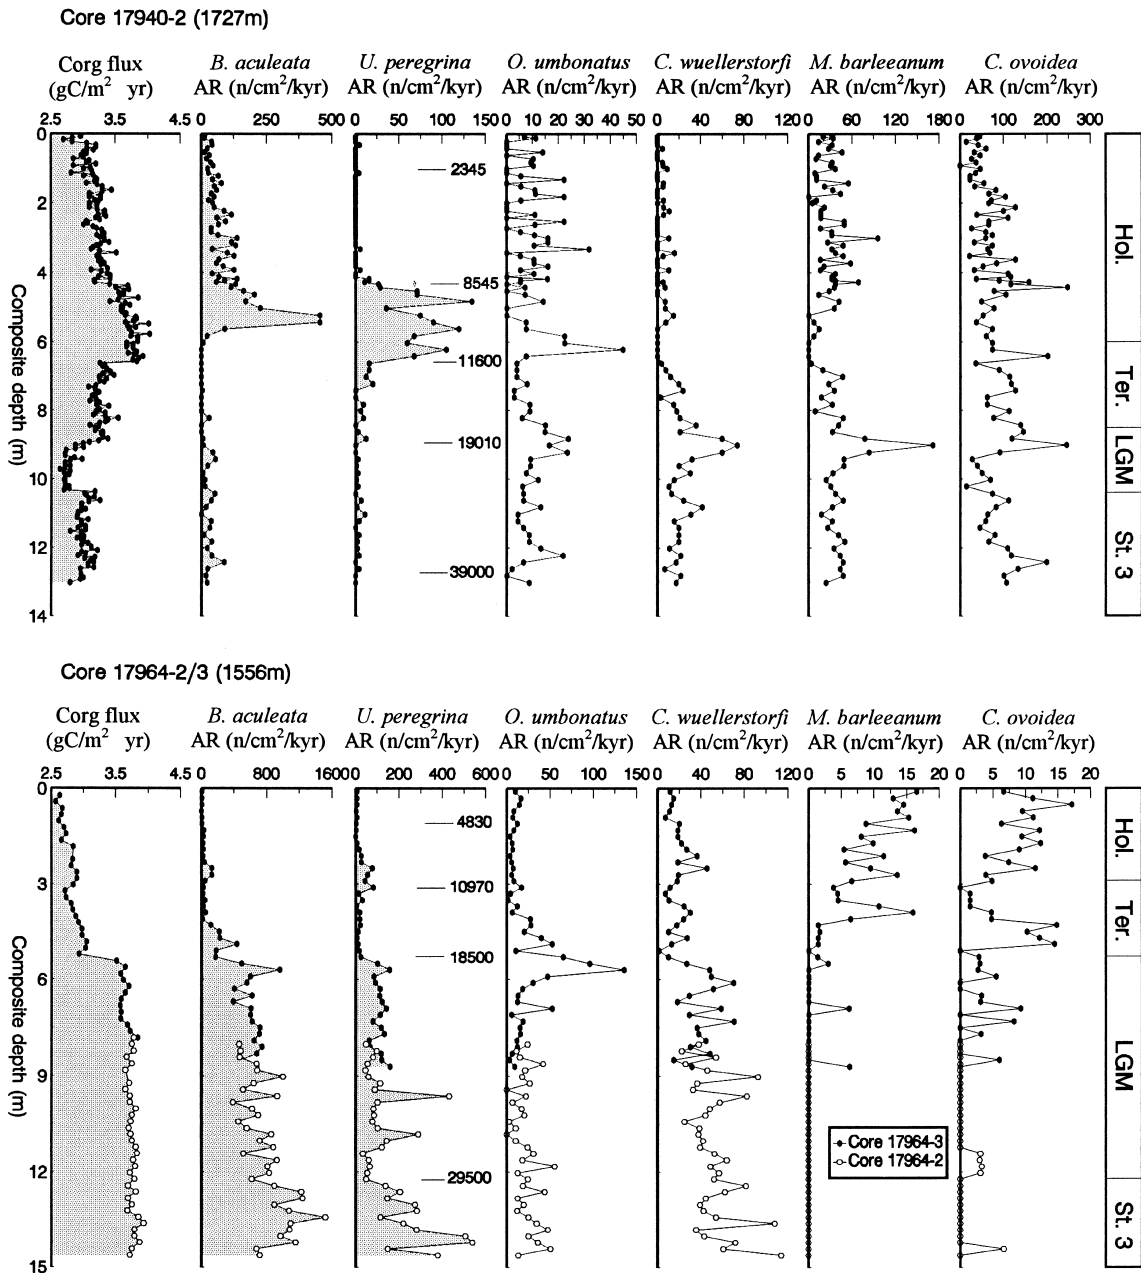 Core 17940-2 (1727m)
Corg flux
(gC/m² yr)
B. aculeata
AR (n/cm²/kyr)
U. peregrina
AR (n/cm²/kyr)
O. umbonatus
AR (n/cm²/kyr)
C. wuellerstorfi
AR (n/cm²/kyr)
M. barleeanum
AR (n/cm²/kyr)
C. ovoidea
AR (n/cm²/kyr)
2.5 3.5 4.5
0 250 500
0 50 100 150
0 10 20 30 40 50
0 40 80 120
0 60 120 180
0 100 200 300
Composite depth (m)
0
2
4
6
8
10
12
14
2345
8545
11600
19010
39000
Hol.
Ter.
LGM
St. 3
Core 17964-2/3 (1556m)
Corg flux
(gC/m² yr)
B. aculeata
AR (n/cm²/kyr)
U. peregrina
AR (n/cm²/kyr)
O. umbonatus
AR (n/cm²/kyr)
C. wuellerstorfi
AR (n/cm²/kyr)
M. barleeanum
AR (n/cm²/kyr)
C. ovoidea
AR (n/cm²/kyr)
2.5 3.5 4.5
0 800 1600
0 200 400 600
0 50 100 150
0 40 80 120
0 5 10 15 20
0 5 10 15 20
Composite depth (m)
0
3
6
9
12
15
4830
10970
18500
29500
Core 17964-3
Core 17964-2
Hol.
Ter.
LGM
St. 3